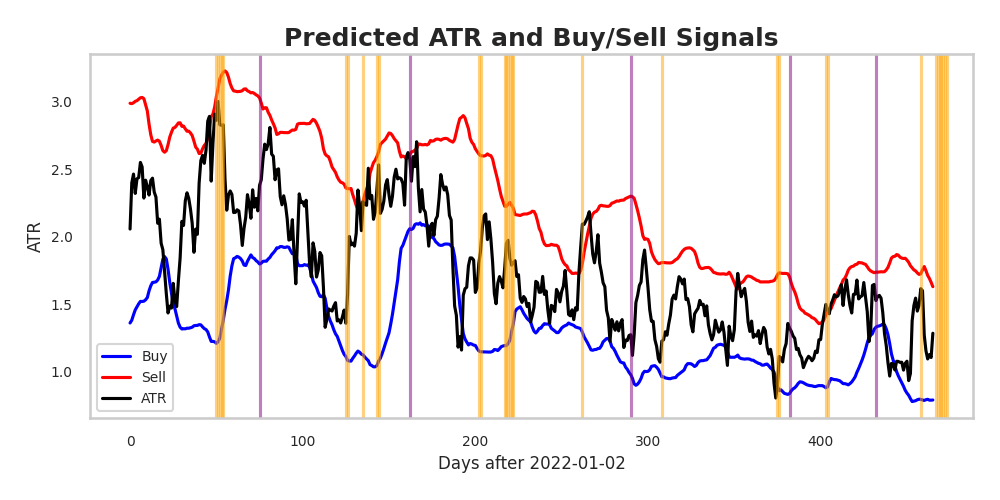 Predicted ATR and Buy/Sell Signals
3.0
2.5
2.0
1.5
1.0
ATR
Buy
Sell
ATR
0 100 200 300 400
Days after 2022-01-02